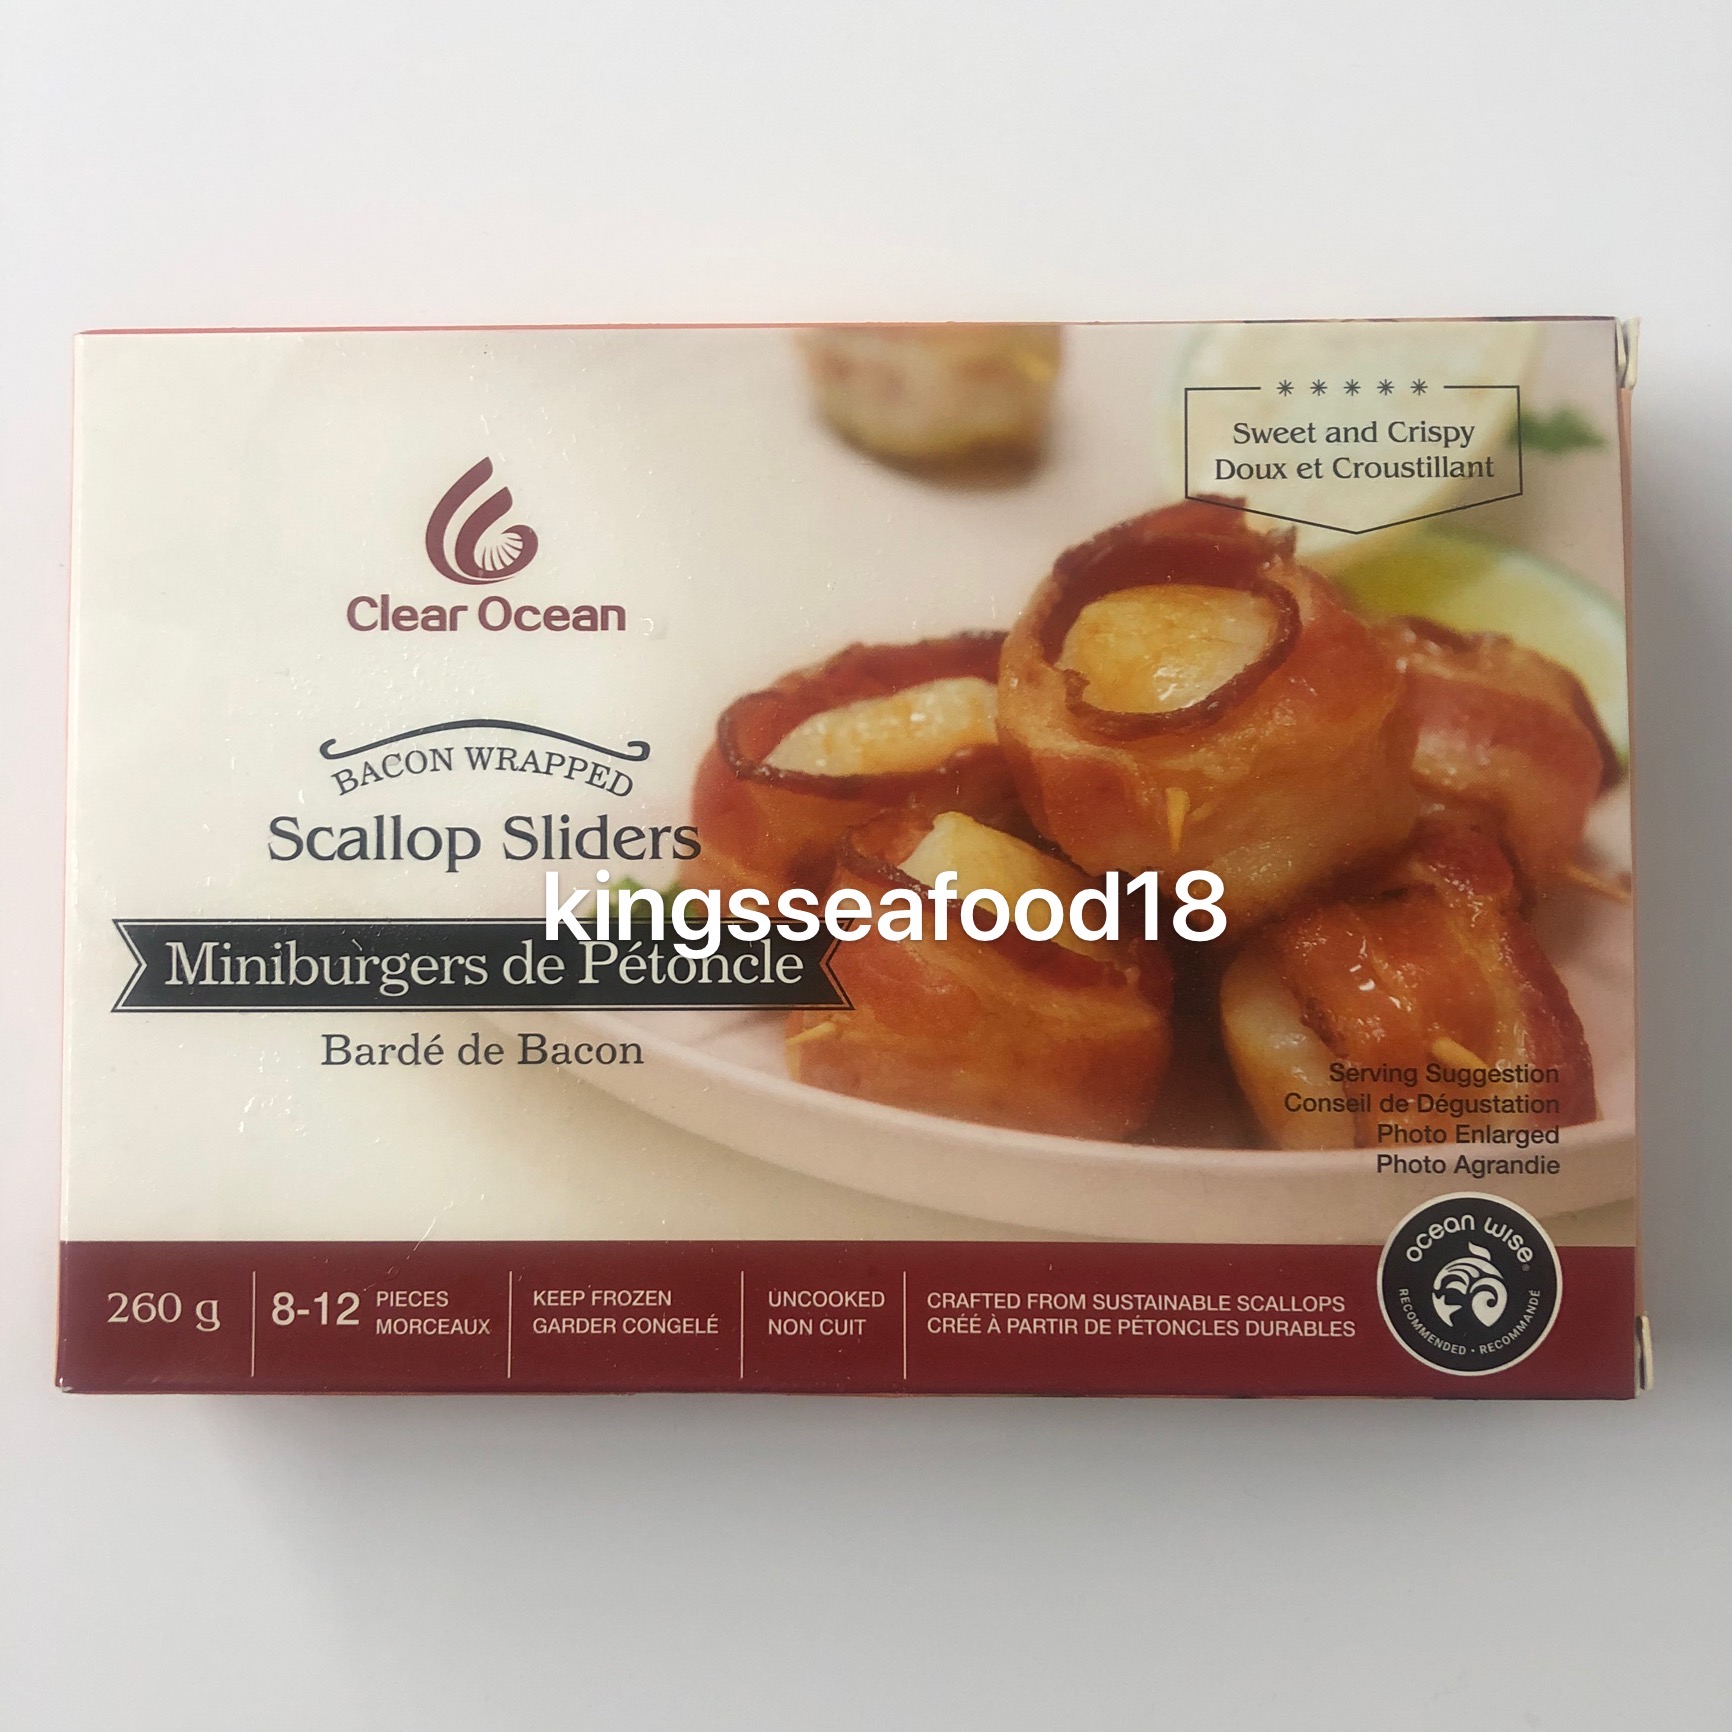 ✳ ✳ ✳ ✳ ✳
Sweet and Crispy
Doux et Croustillant
Clear Ocean
BACON WRAPPED
Scallop Sliders
kingsseafood18
Miniburgers de Pétoncle
Bardé de Bacon
Serving Suggestion
Conseil de Dégustation
Photo Enlarged
Photo Agrandie
260 g
8-12
PIECES
MORCEAUX
KEEP FROZEN
GARDER CONGELÉ
UNCOOKED
NON CUIT
CRAFTED FROM SUSTAINABLE SCALLOPS
CRÉÉ À PARTIR DE PÉTONCLES DURABLES
OCEAN WISE®
RECOMMENDED • RECOMMANDÉ